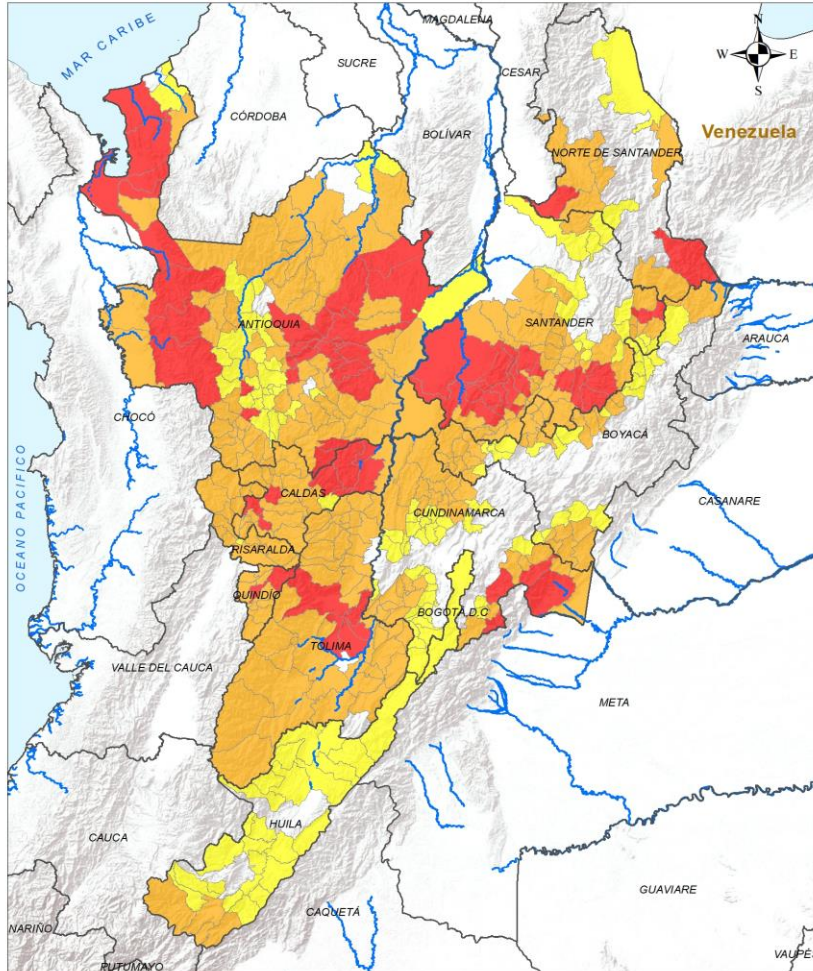 MAR CARIBE
MAGDALENA
SUCRE
CESAR
N
W E
S
CÓRDOBA
BOLÍVAR
Venezuela
NORTE DE SANTANDER
ANTIOQUIA
SANTANDER
ARAUCA
CHOCÓ
BOYACÁ
OCEANO PACIFICO
CALDAS
CUNDINAMARCA
CASANARE
RISARALDA
QUINDÍO
BOGOTÁ D.C
TOLIMA
VALLE DEL CAUCA
META
HUILA
CAUCA
GUAVIARE
CAQUETÁ
NARIÑO
PUTUMAYO
VAUPÉS